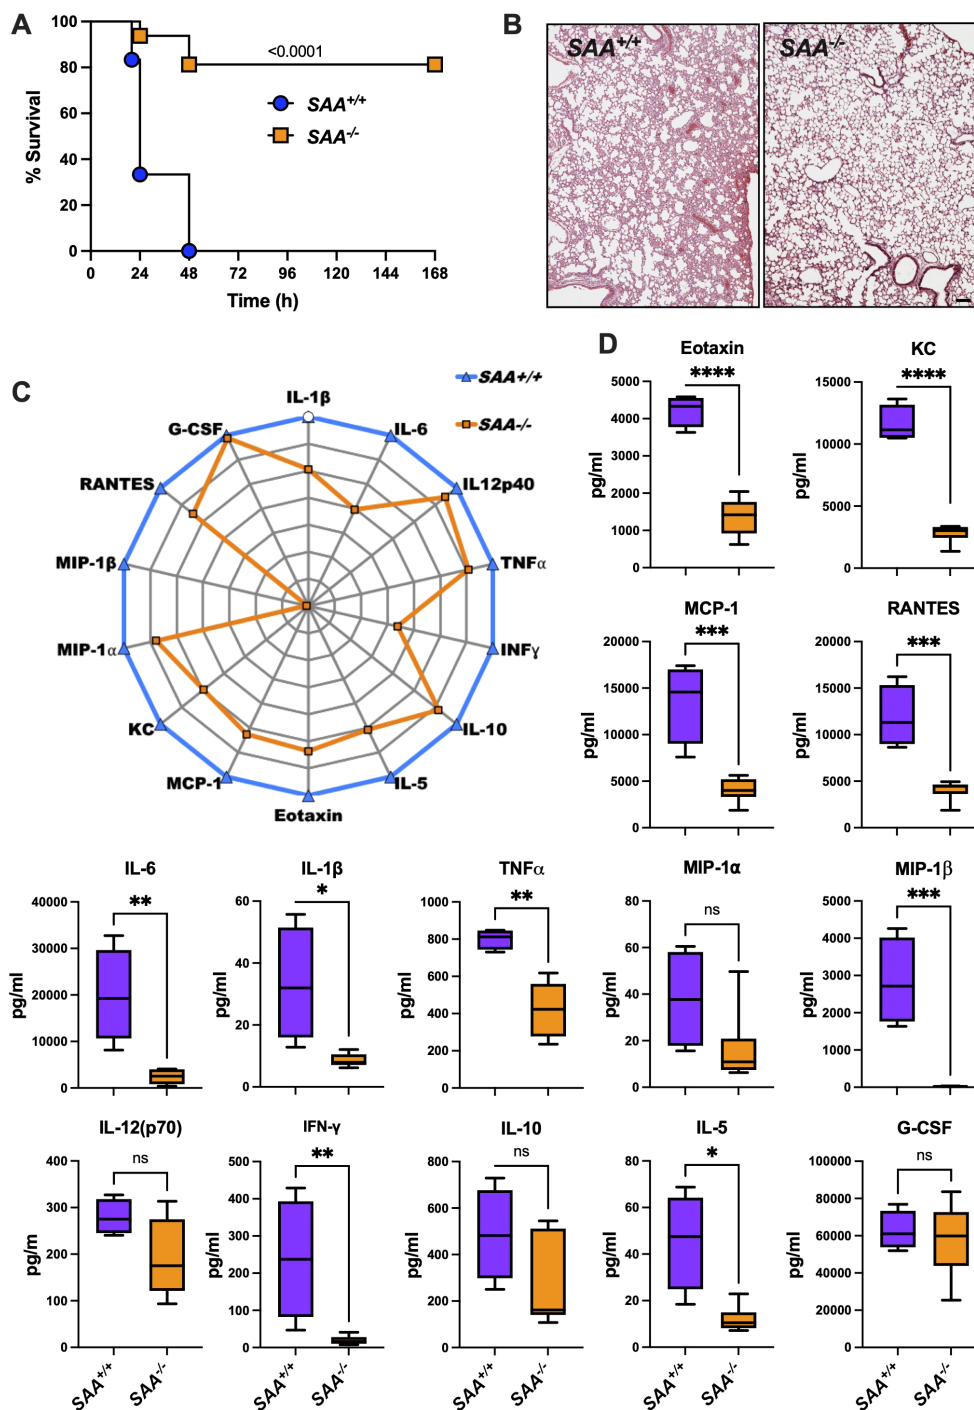 A
% Survival
100
80
60
40
20
0
0 24 48 72 96 120 144 168
Time (h)
<0.0001
SAA+/+
SAA-/-
B
SAA+/+
SAA-/-
C
SAA+/+
SAA-/-
IL-1β
IL-6
IL12p40
TNFα
INFγ
IL-10
IL-5
Eotaxin
MCP-1
KC
MIP-1α
MIP-1β
RANTES
G-CSF
D
Eotaxin
****
pg/ml
5000
4000
3000
2000
1000
0
KC
****
pg/ml
15000
10000
5000
0
MCP-1
***
pg/ml
20000
15000
10000
5000
0
RANTES
***
pg/ml
20000
15000
10000
5000
0
IL-6
**
pg/ml
40000
30000
20000
10000
0
IL-1β
*
pg/ml
60
40
20
0
TNFα
**
pg/ml
1000
800
600
400
200
0
MIP-1α
ns
pg/ml
80
60
40
20
0
MIP-1β
***
pg/ml
5000
4000
3000
2000
1000
0
IL-12(p70)
ns
pg/m
400
300
200
100
0
SAA+/+ SAA-/-
IFN-γ
**
pg/ml
500
400
300
200
100
0
SAA+/+ SAA-/-
IL-10
ns
pg/ml
800
600
400
200
0
SAA+/+ SAA-/-
IL-5
*
pg/ml
80
60
40
20
0
SAA+/+ SAA-/-
G-CSF
ns
pg/ml
100000
80000
60000
40000
20000
0
SAA+/+ SAA-/-